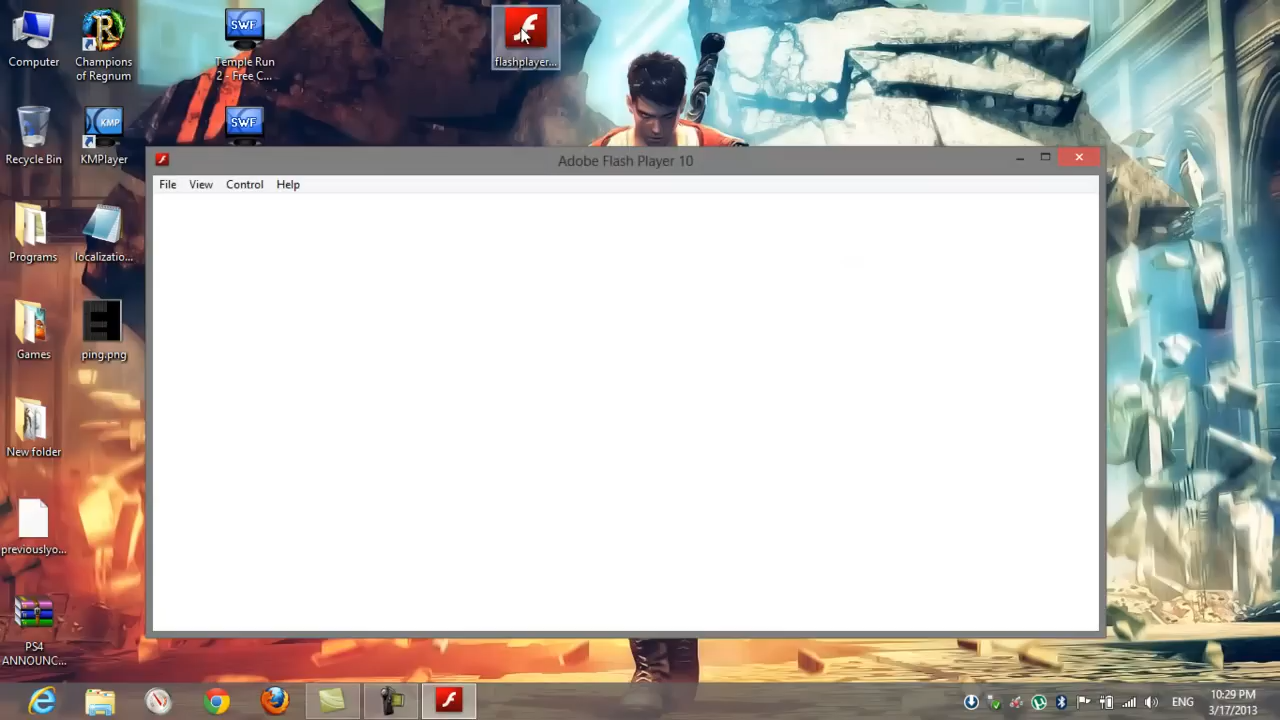 Computer
Champions
of Regnum
SWF
Temple Run
2 - Free C...
flashplayer...
Recycle Bin
KMP
KMPlayer
SWF
Adobe Flash Player 10
File View Control Help
Programs
localizatio...
Games
ping.png
New folder
previouslyo...
PS4
ANNOUNC...
ENG
10:29 PM
3/17/2013